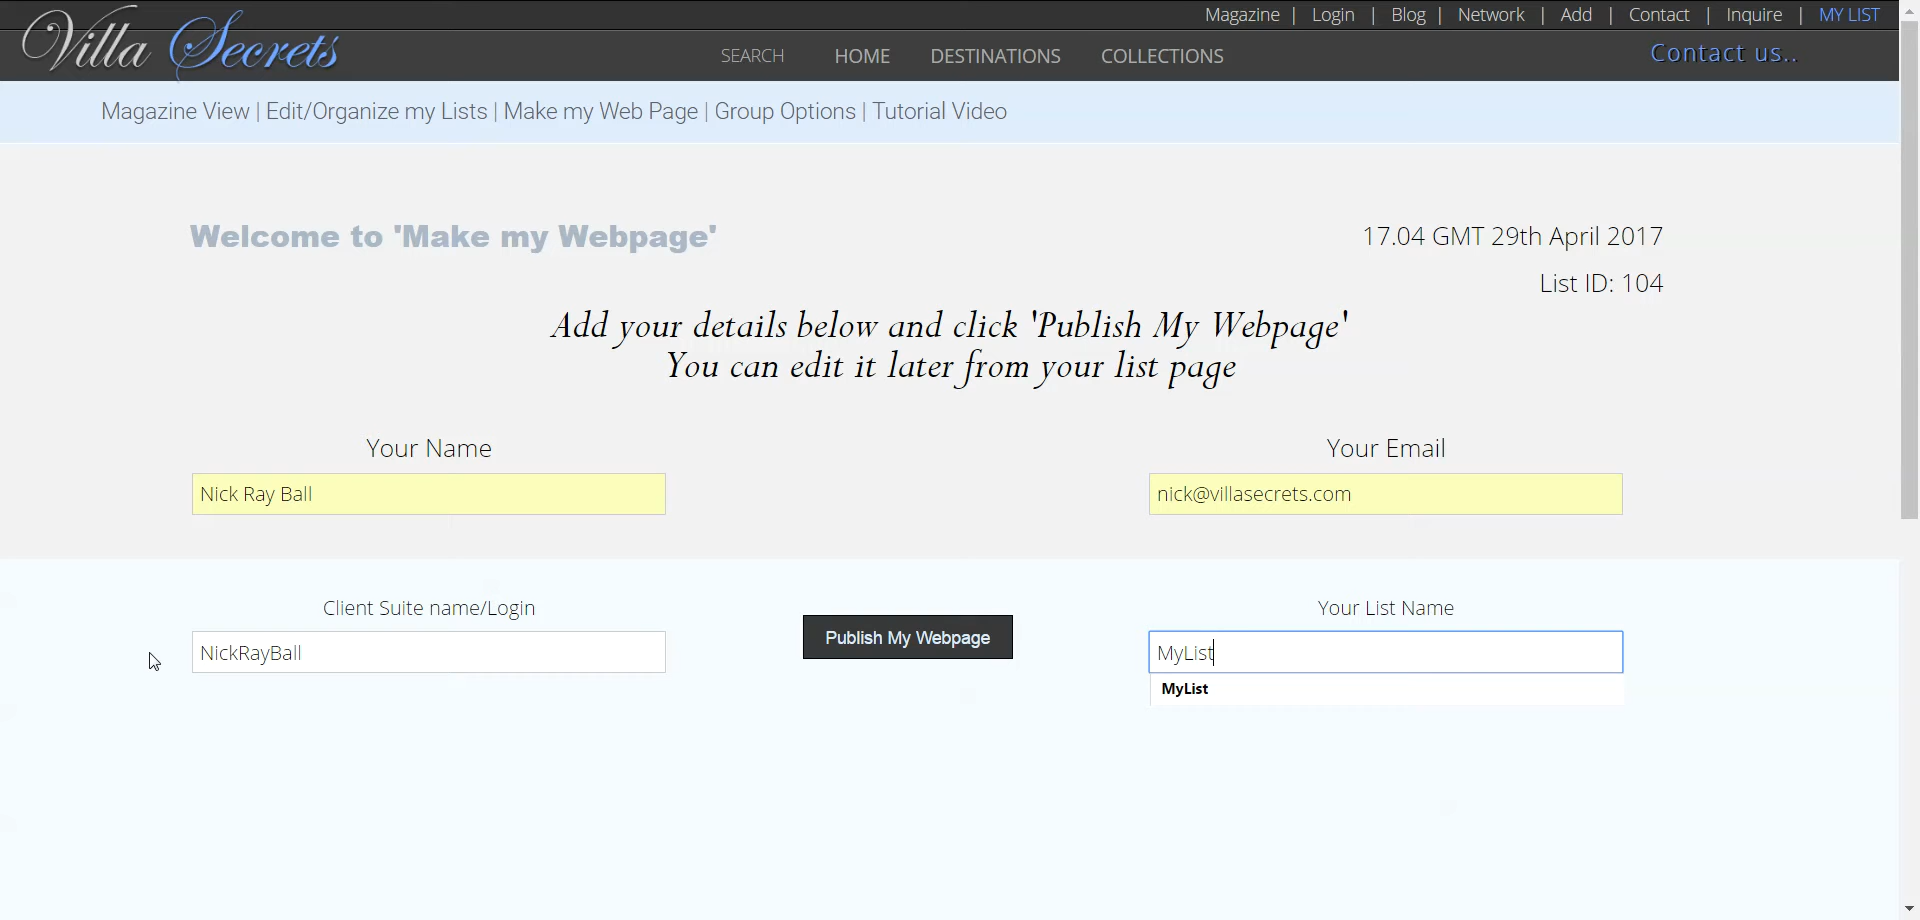 Magazine | Login | Blog | Network | Add | Contact | Inquire | MY LIST
Villa Secrets
SEARCH HOME DESTINATIONS COLLECTIONS Contact us..
Magazine View | Edit/Organize my Lists | Make my Web Page | Group Options | Tutorial Video
Welcome to 'Make my Webpage' 17.04 GMT 29th April 2017
List ID: 104
Add your details below and click 'Publish My Webpage'
You can edit it later from your list page
Your Name Your Email
Nick Ray Ball nick@villasecrets.com
Client Suite name/Login Your List Name
Publish My Webpage
NickRayBall MyList
MyList